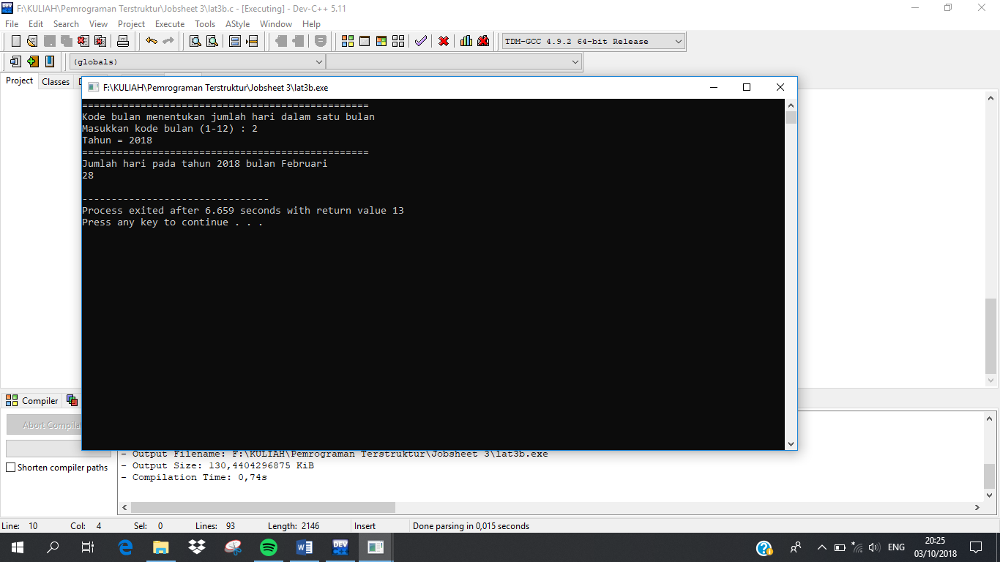 F:\KULIAH\Pemrograman Terstruktur\Jobsheet 3\lat3b.c - [Executing] - Dev-C++ 5.11
File Edit Search View Project Execute Tools AStyle Window Help
TDM-GCC 4.9.2 64-bit Release
(globals)
Project Classes
F:\KULIAH\Pemrograman Terstruktur\Jobsheet 3\lat3b.exe
=================================================
Kode bulan menentukan jumlah hari dalam satu bulan
Masukkan kode bulan (1-12) : 2
Tahun = 2018
=================================================
Jumlah hari pada tahun 2018 bulan Februari
28
--------------------------------
Process exited after 6.659 seconds with return value 13
Press any key to continue . . .
Compiler
Abort Compilat
Shorten compiler paths
- Output Filename: F:\KULIAH\Pemrograman Terstruktur\Jobsheet 3\lat3b.exe
- Output Size: 130,4404296875 KiB
- Compilation Time: 0,74s
Line: 10 Col: 4 Sel: 0 Lines: 93 Length: 2146 Insert Done parsing in 0,015 seconds
DEV
ENG
20:25
03/10/2018